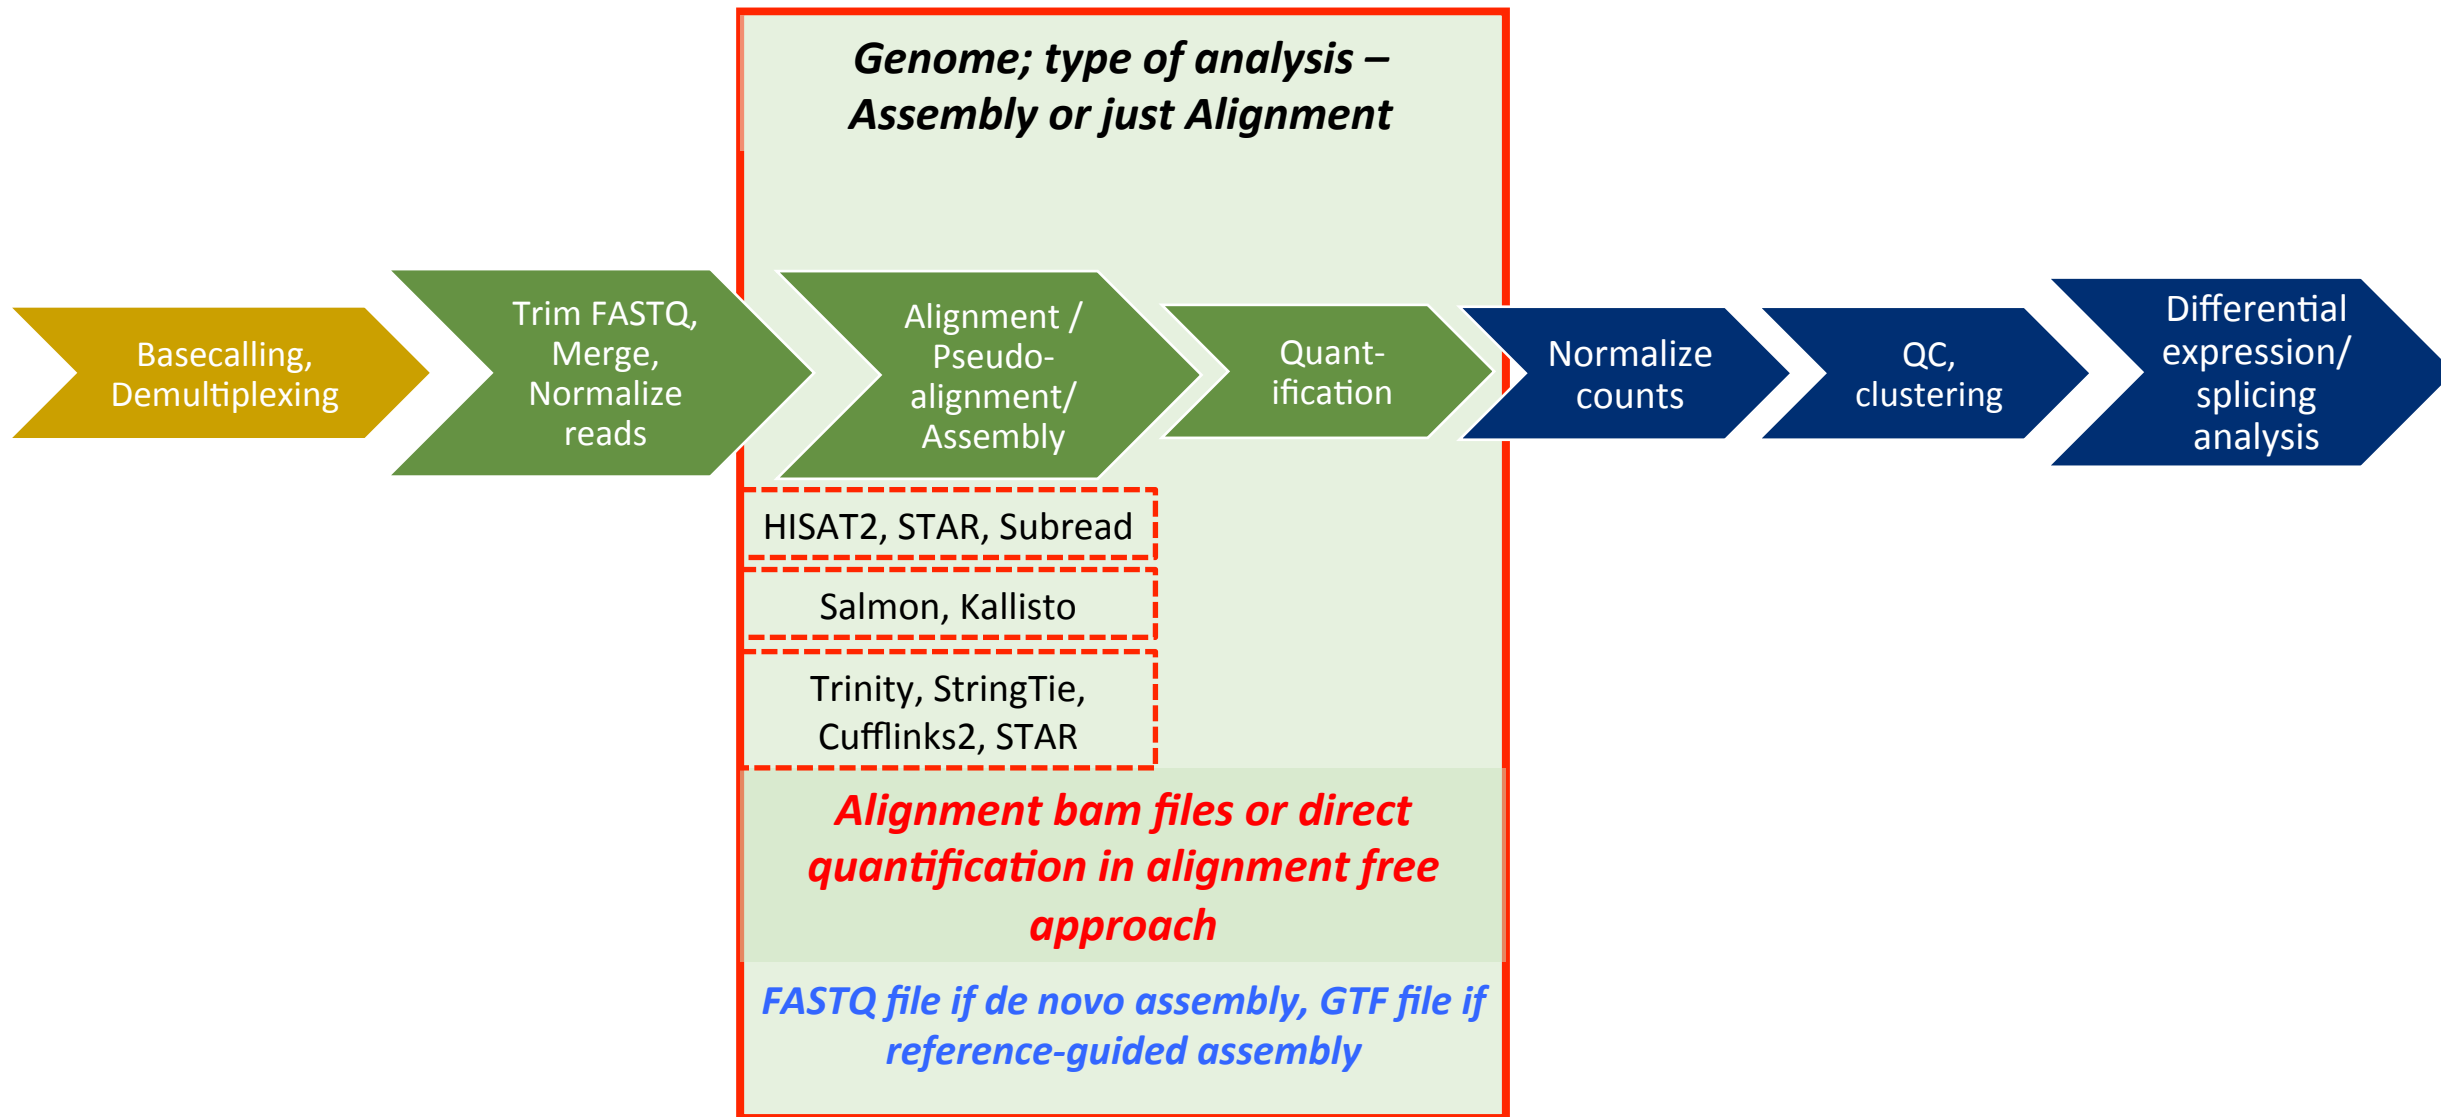 Genome; type of analysis –
Assembly or just Alignment
Basecalling,
Demultiplexing
Trim FASTQ,
Merge,
Normalize
reads
Alignment /
Pseudo-
alignment/
Assembly
Quant-
ification
Normalize
counts
QC,
clustering
Differential
expression/
splicing
analysis
HISAT2, STAR, Subread
Salmon, Kallisto
Trinity, StringTie,
Cufflinks2, STAR
Alignment bam files or direct
quantification in alignment free
approach
FASTQ file if de novo assembly, GTF file if
reference-guided assembly